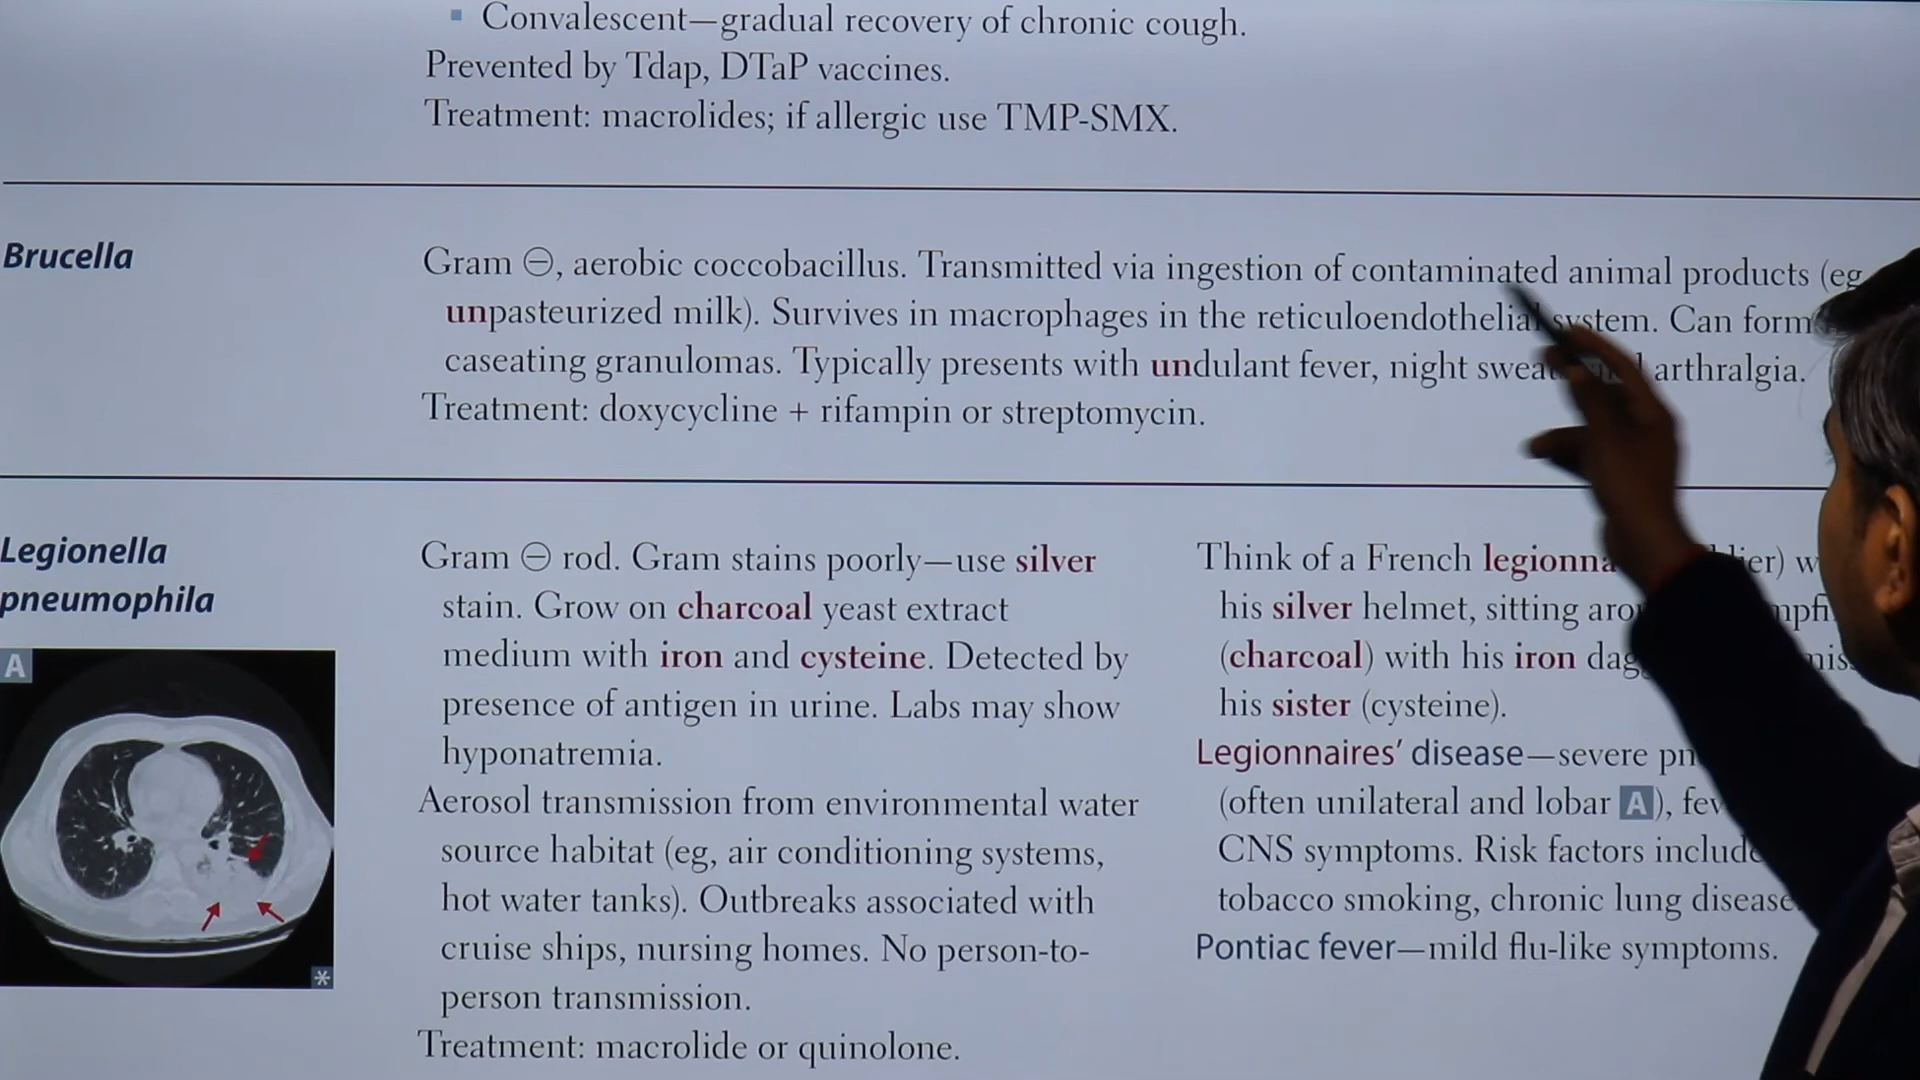 ▪ Convalescent—gradual recovery of chronic cough.
Prevented by Tdap, DTaP vaccines.
Treatment: macrolides; if allergic use TMP-SMX.
Brucella
Gram ⊖, aerobic coccobacillus. Transmitted via ingestion of contaminated animal products (eg
unpasteurized milk). Survives in macrophages in the reticuloendothelial system. Can form
caseating granulomas. Typically presents with undulant fever, night arthralgia.
Treatment: doxycycline + rifampin or streptomycin.
Legionella
pneumophila
A
*
Gram ⊖ rod. Gram stains poorly—use silver
stain. Grow on charcoal yeast extract
medium with iron and cysteine. Detected by
presence of antigen in urine. Labs may show
hyponatremia.
Aerosol transmission from environmental water
source habitat (eg, air conditioning systems,
hot water tanks). Outbreaks associated with
cruise ships, nursing homes. No person-to-
person transmission.
Treatment: macrolide or quinolone.
Think of a French
his silver helmet, sitting
(charcoal) with his iron
his sister (cysteine).
Legionnaires’ disease—severe
(often unilateral and lobar A),
CNS symptoms. Risk factors include
tobacco smoking, chronic lung disease.
Pontiac fever—mild flu-like symptoms.